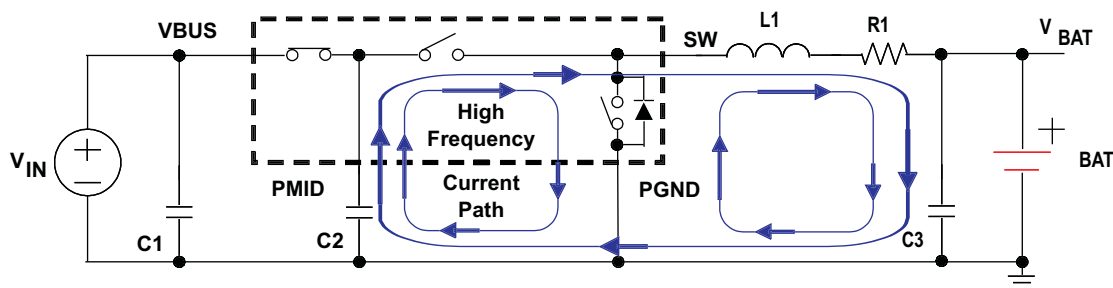 VBUS
SW
L1
R1
V BAT
High
Frequency
V IN
+
−
+
BAT
PMID
Current
Path
PGND
C1
C2
C3